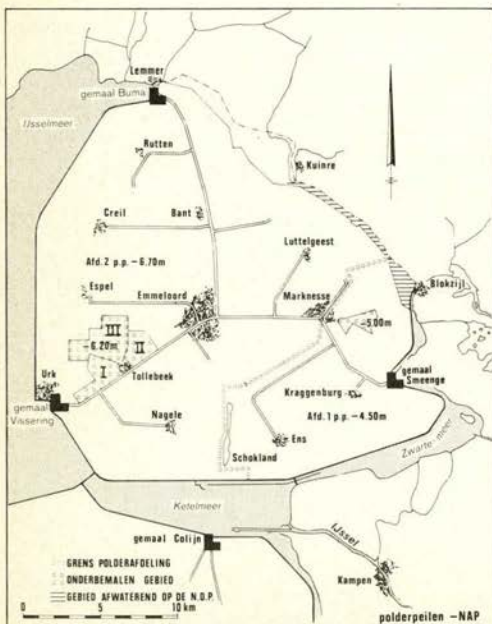 Lemmer
gemaal Buma
IJsselmeer
Rutten
Kuinre
Creil
Bant
Luttelgeest
Afd. 2 p.p. – 6.70m
Espel
Emmeloord
Marknesse
Blokzijl
–5.00m
III
–6.20m
II
I
Urk
Tollebeek
gemaal Smeenge
gemaal Vissering
Kraggenburg
Nagele
Afd. 1 p.p. – 4.50m
Ens
Schokland
Zwarte-meer
Ketelmeer
IJssel
gemaal Colijn
Kampen
GRENS POLDERAFDELING
ONDERBEMALEN GEBIED
GEBIED AFWATEREND OP DE N.O.P.
0 5 10 km
polderpeilen –NAP